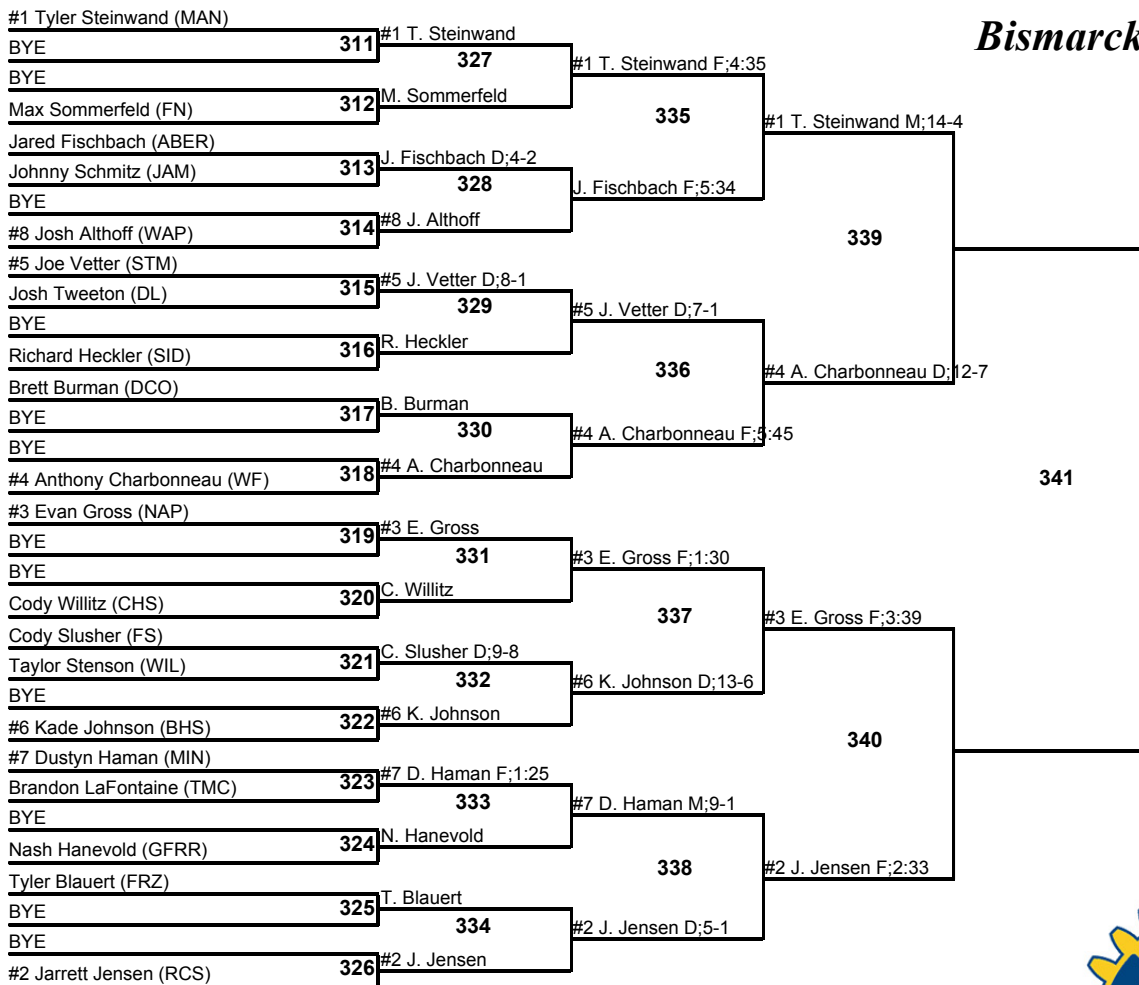 #1 Tyler Steinwand (MAN)
BYE
BYE
Max Sommerfeld (FN)
Jared Fischbach (ABER)
Johnny Schmitz (JAM)
BYE
#8 Josh Althoff (WAP)
#5 Joe Vetter (STM)
Josh Tweeton (DL)
BYE
Richard Heckler (SID)
Brett Burman (DCO)
BYE
BYE
#4 Anthony Charbonneau (WF)
#3 Evan Gross (NAP)
BYE
BYE
Cody Willitz (CHS)
Cody Slusher (FS)
Taylor Stenson (WIL)
BYE
#6 Kade Johnson (BHS)
#7 Dustyn Haman (MIN)
Brandon LaFontaine (TMC)
BYE
Nash Hanevold (GFRR)
Tyler Blauert (FRZ)
BYE
BYE
#2 Jarrett Jensen (RCS)
311
312
313
314
315
316
317
318
319
320
321
322
323
324
325
326
#1 T. Steinwand
327
M. Sommerfeld
J. Fischbach D;4-2
328
#8 J. Althoff
#5 J. Vetter D;8-1
329
R. Heckler
B. Burman
330
#4 A. Charbonneau
#3 E. Gross
331
C. Willitz
C. Slusher D;9-8
332
#6 K. Johnson
#7 D. Haman F;1:25
333
N. Hanevold
T. Blauert
334
#2 J. Jensen
#1 T. Steinwand F;4:35
335
J. Fischbach F;5:34
#5 J. Vetter D;7-1
336
#4 A. Charbonneau F;5:45
#3 E. Gross F;1:30
337
#6 K. Johnson D;13-6
#7 D. Haman M;9-1
338
#2 J. Jensen D;5-1
#1 T. Steinwand M;14-4
339
#4 A. Charbonneau D;12-7
#3 E. Gross F;3:39
340
#2 J. Jensen F;2:33
341
Bismarck